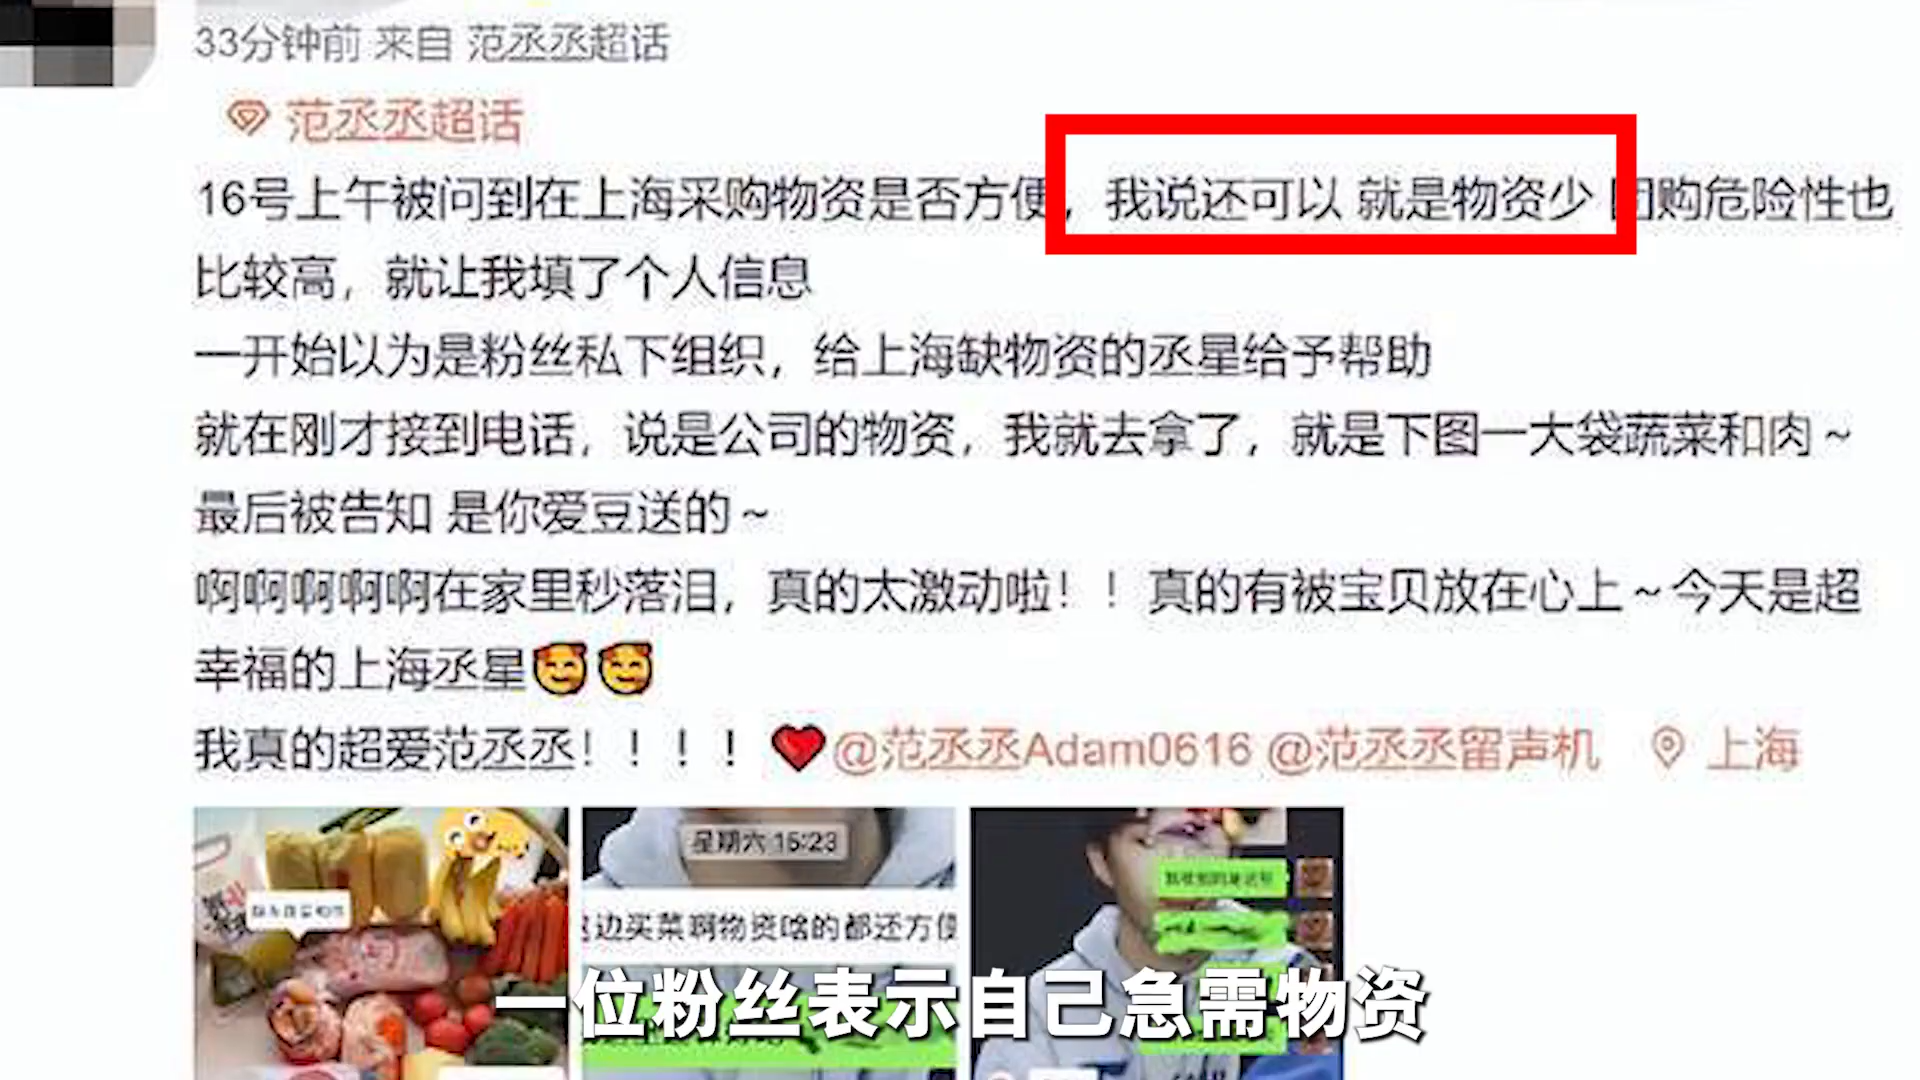 33分钟前 来自 范丞丞超话
范丞丞超话
16号上午被问到在上海采购物资是否方便，我说还可以 就是物资少 团购危险性也
比较高，就让我填了个人信息
一开始以为是粉丝私下组织，给上海缺物资的丞星给予帮助
就在刚才接到电话，说是公司的物资，我就去拿了，就是下图一大袋蔬菜和肉～
最后被告知 是你爱豆送的～
啊啊啊啊啊在家里秒落泪，真的太激动啦！！真的有被宝贝放在心上～今天是超
幸福的上海丞星
我真的超爱范丞丞！！！！@范丞丞Adam0616 @范丞丞留声机 上海
星期六 15:23
边买菜啊物资啥的都还方便
一位粉丝表示自己急需物资